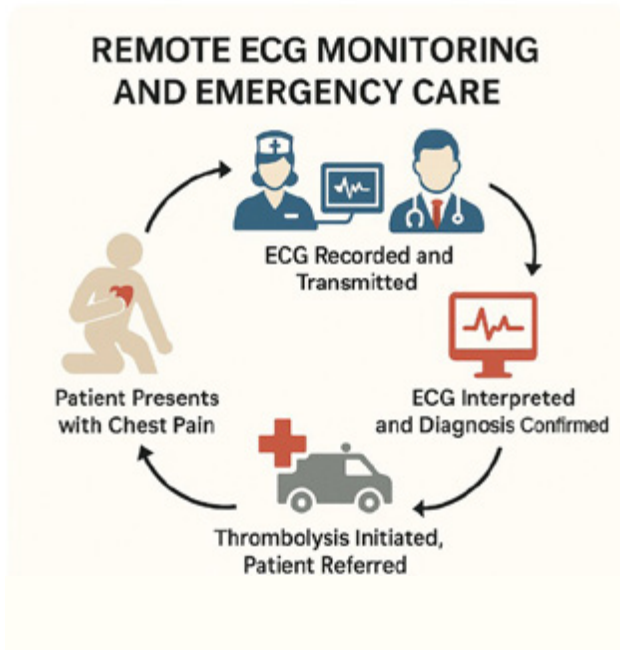 REMOTE ECG MONITORING
AND EMERGENCY CARE
ECG Recorded and
Transmitted
ECG Interpreted
and Diagnosis Confirmed
Thrombolysis Initiated,
Patient Referred
Patient Presents
with Chest Pain